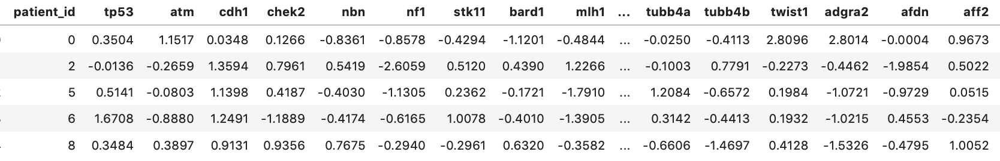 patient_id tp53 atm cdh1 chek2 nbn nf1 stk11 bard1 mlh1 ... tubb4a tubb4b twist1 adgra2 afdn aff2
0 0.3504 1.1517 0.0348 0.1266 -0.8361 -0.8578 -0.4294 -1.1201 -0.4844 ... -0.0250 -0.4113 2.8096 2.8014 -0.0004 0.9673
2 -0.0136 -0.2659 1.3594 0.7961 0.5419 -2.6059 0.5120 0.4390 1.2266 ... -0.1003 0.7791 -0.2273 -0.4462 -1.9854 0.5022
5 0.5141 -0.0803 1.1398 0.4187 -0.4030 -1.1305 0.2362 -0.1721 -1.7910 ... 1.2084 -0.6572 0.1984 -1.0721 -0.9729 0.0515
6 1.6708 -0.8880 1.2491 -1.1889 -0.4174 -0.6165 1.0078 -0.4010 -1.3905 ... 0.3142 -0.4413 0.1932 -1.0215 0.4553 -0.2354
8 0.3484 0.3897 0.9131 0.9356 0.7675 -0.2940 -0.2961 0.6320 -0.3582 ... -0.6606 -1.4697 0.4128 -1.5326 -0.4795 1.0052